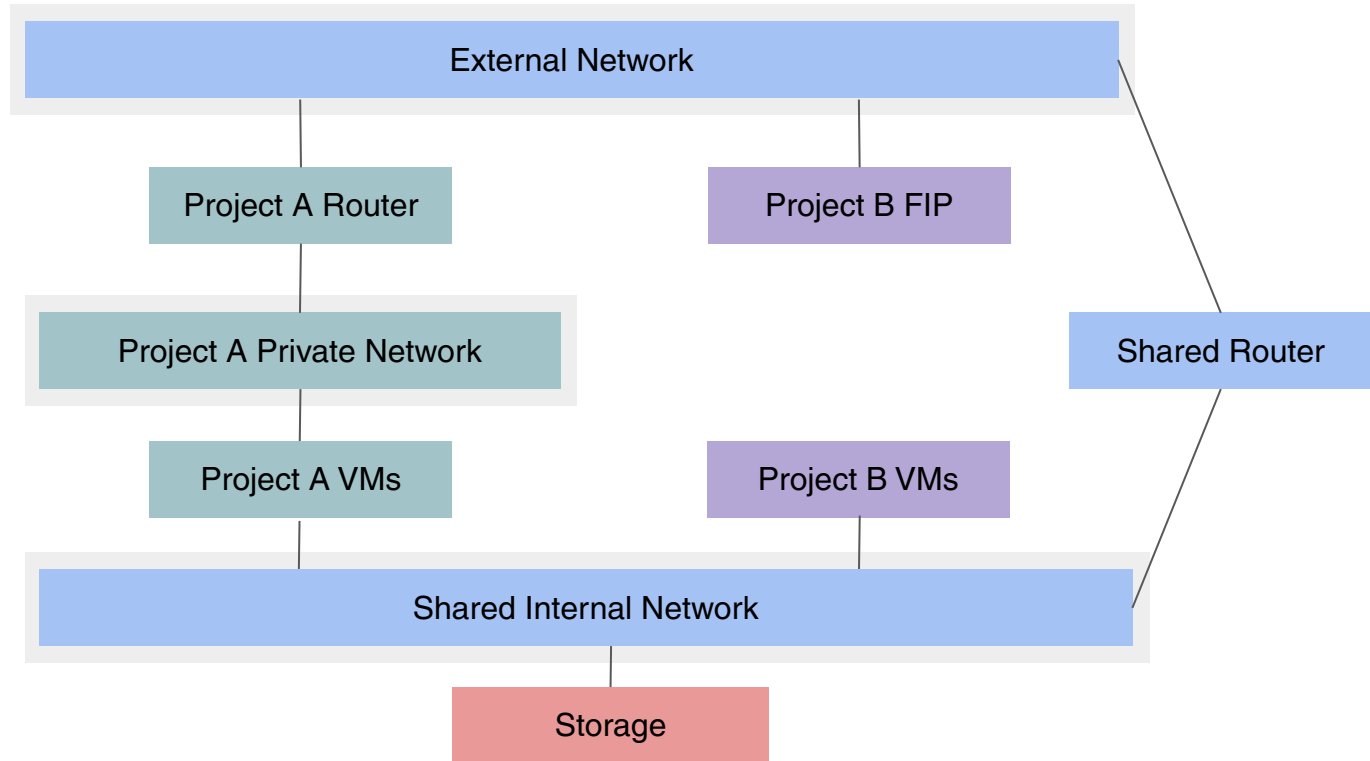 External Network
Project A Router
Project B FIP
Project A Private Network
Shared Router
Project A VMs
Project B VMs
Shared Internal Network
Storage